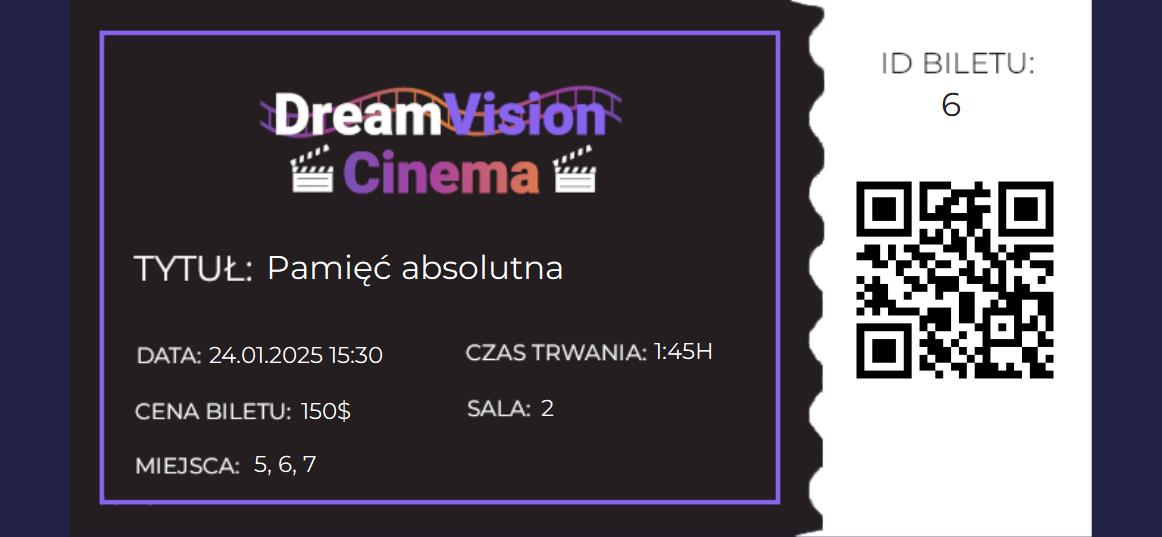 DreamVision
Cinema
TYTUŁ: Pamięć absolutna
DATA: 24.01.2025 15:30
CZAS TRWANIA: 1:45H
CENA BILETU: 150$
SALA: 2
MIEJSCA: 5, 6, 7
ID BILETU:
6